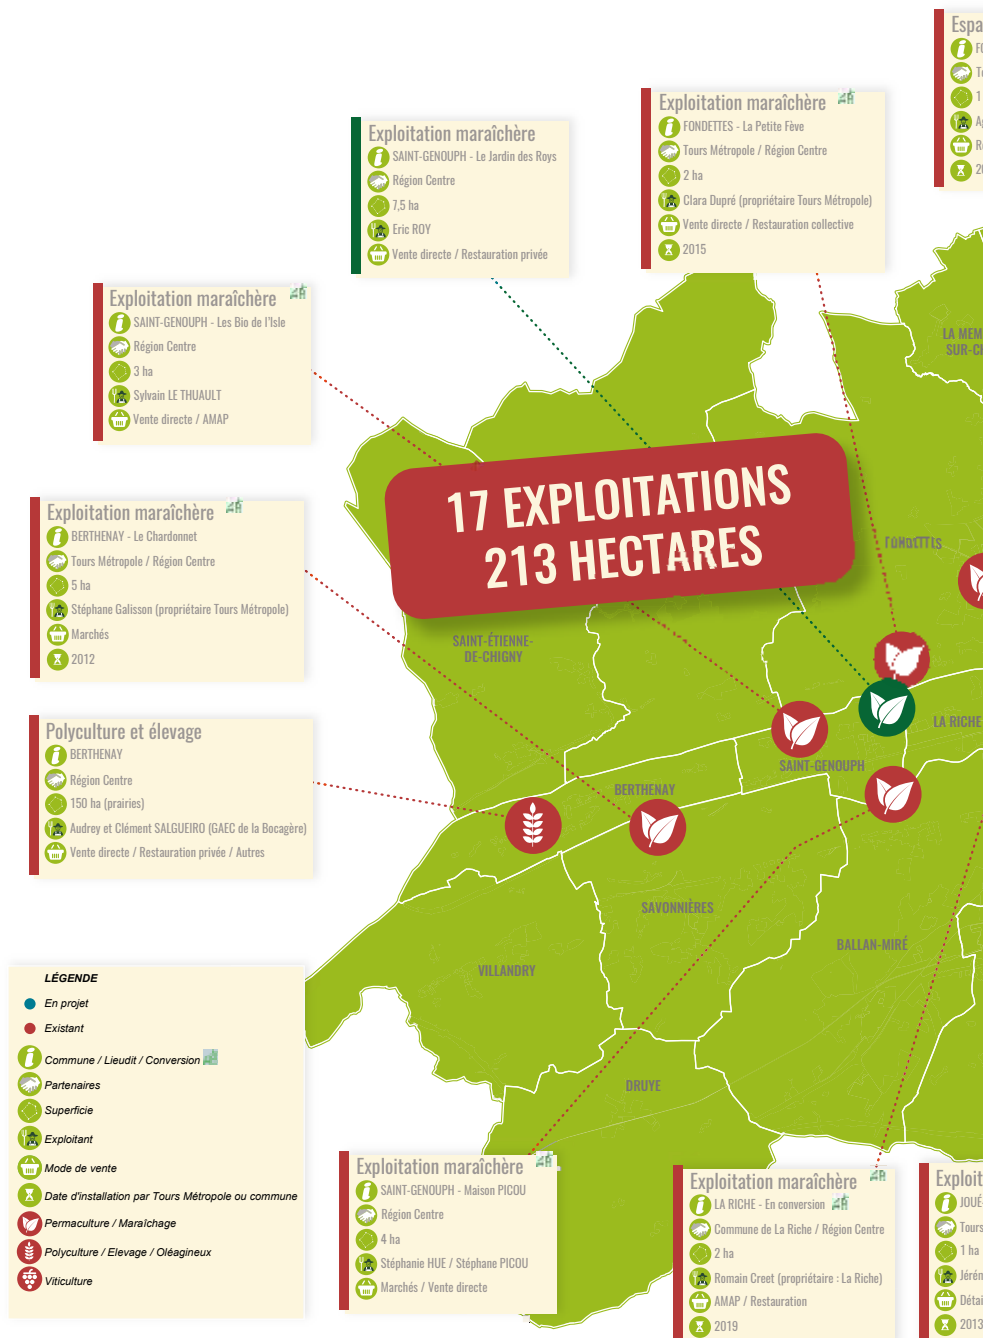 Exploitation maraîchère
FONDETTES - La Petite Fève
Tours Métropole / Région Centre
2 ha
Clara Dupré (propriétaire Tours Métropole)
Vente directe / Restauration collective
2015
Exploitation maraîchère
SAINT-GENOUPH - Le Jardin des Roys
Région Centre
7,5 ha
Eric ROY
Vente directe / Restauration privée
Exploitation maraîchère
SAINT-GENOUPH - Les Bio de l'Isle
Région Centre
3 ha
Sylvain LE THUAULT
Vente directe / AMAP
Exploitation maraîchère
BERTHENAY - Le Chardonnet
Tours Métropole / Région Centre
5 ha
Stéphane Galisson (propriétaire Tours Métropole)
Marchés
2012
Polyculture et élevage
BERTHENAY
Région Centre
150 ha (prairies)
Audrey et Clément SALGUEIRO (GAEC de la Bocagère)
Vente directe / Restauration privée / Autres
17 EXPLOITATIONS
213 HECTARES
FONDETTES
SAINT-ÉTIENNE-
DE-CHIGNY
LA RICHE
SAINT-GENOUPH
BERTHENAY
SAVONNIÈRES
BALLAN-MIRÉ
VILLANDRY
DRUYE
LÉGENDE
En projet
Existant
Commune / Lieudit / Conversion
Partenaires
Superficie
Exploitant
Mode de vente
Date d'installation par Tours Métropole ou commune
Permaculture / Maraîchage
Polyculture / Elevage / Oléagineux
Viticulture
Exploitation maraîchère
SAINT-GENOUPH - Maison PICOU
Région Centre
4 ha
Stéphanie HUE / Stéphane PICOU
Marchés / Vente directe
Exploitation maraîchère
LA RICHE - En conversion
Commune de La Riche / Région Centre
2 ha
Romain Creet (propriétaire : La Riche)
AMAP / Restauration
2019
Tours
1 ha
2013